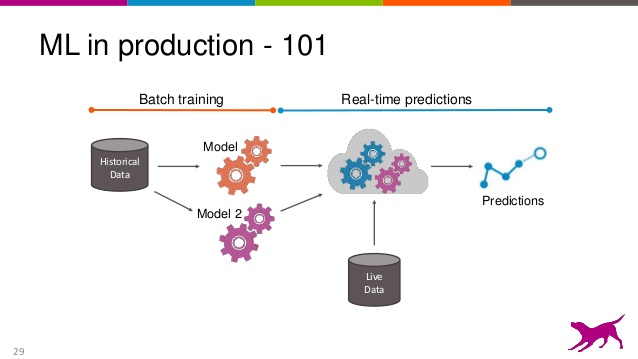 ML in production - 101
Batch training
Real-time predictions
Historical
Data
Model
Model 2
Predictions
Live
Data
29